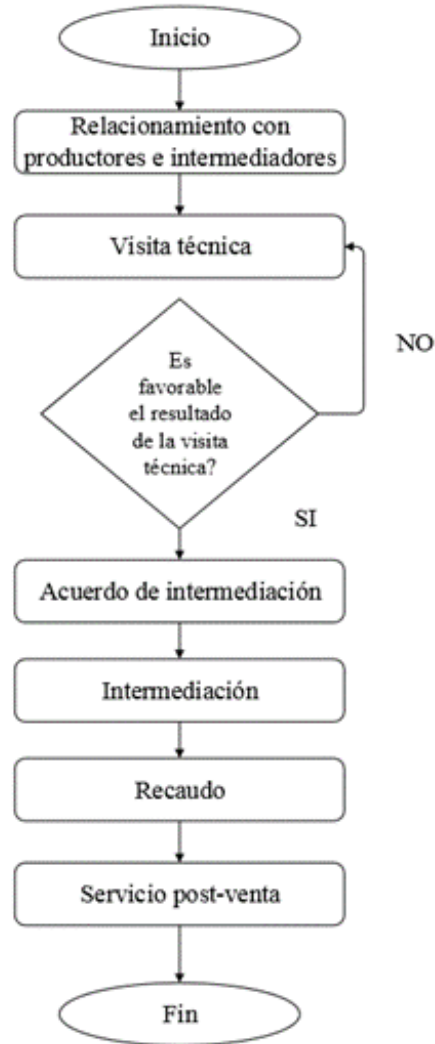 Inicio
Relacionamiento con
productores e intermediadores
Visita técnica
NO
Es
favorable
el resultado
de la visita
técnica?
SI
Acuerdo de intermediación
Intermediación
Recaudo
Servicio post-venta
Fin